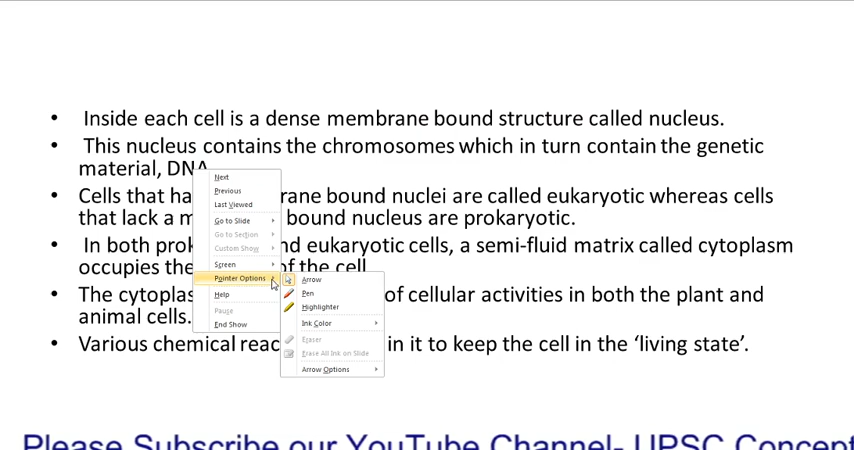 • Inside each cell is a dense membrane bound structure called nucleus.
• This nucleus contains the chromosomes which in turn contain the genetic
material, DNA
• Cells that ha rane bound nuclei are called eukaryotic whereas cells
that lack a m bound nucleus are prokaryotic.
• In both prok nd eukaryotic cells, a semi-fluid matrix called cytoplasm
occupies the of the cell
• The cytoplas of cellular activities in both the plant and
animal cells.
• Various chemical reac in it to keep the cell in the ‘living state’.
Next
Previous
Last Viewed
Go to Slide
Go to Section
Custom Show
Screen
Pointer Options
Help
Pause
End Show
Arrow
Pen
Highlighter
Ink Color
Eraser
Erase All Ink on Slide
Arrow Options
Please Subscribe our YouTube Channel- UPSC Concept